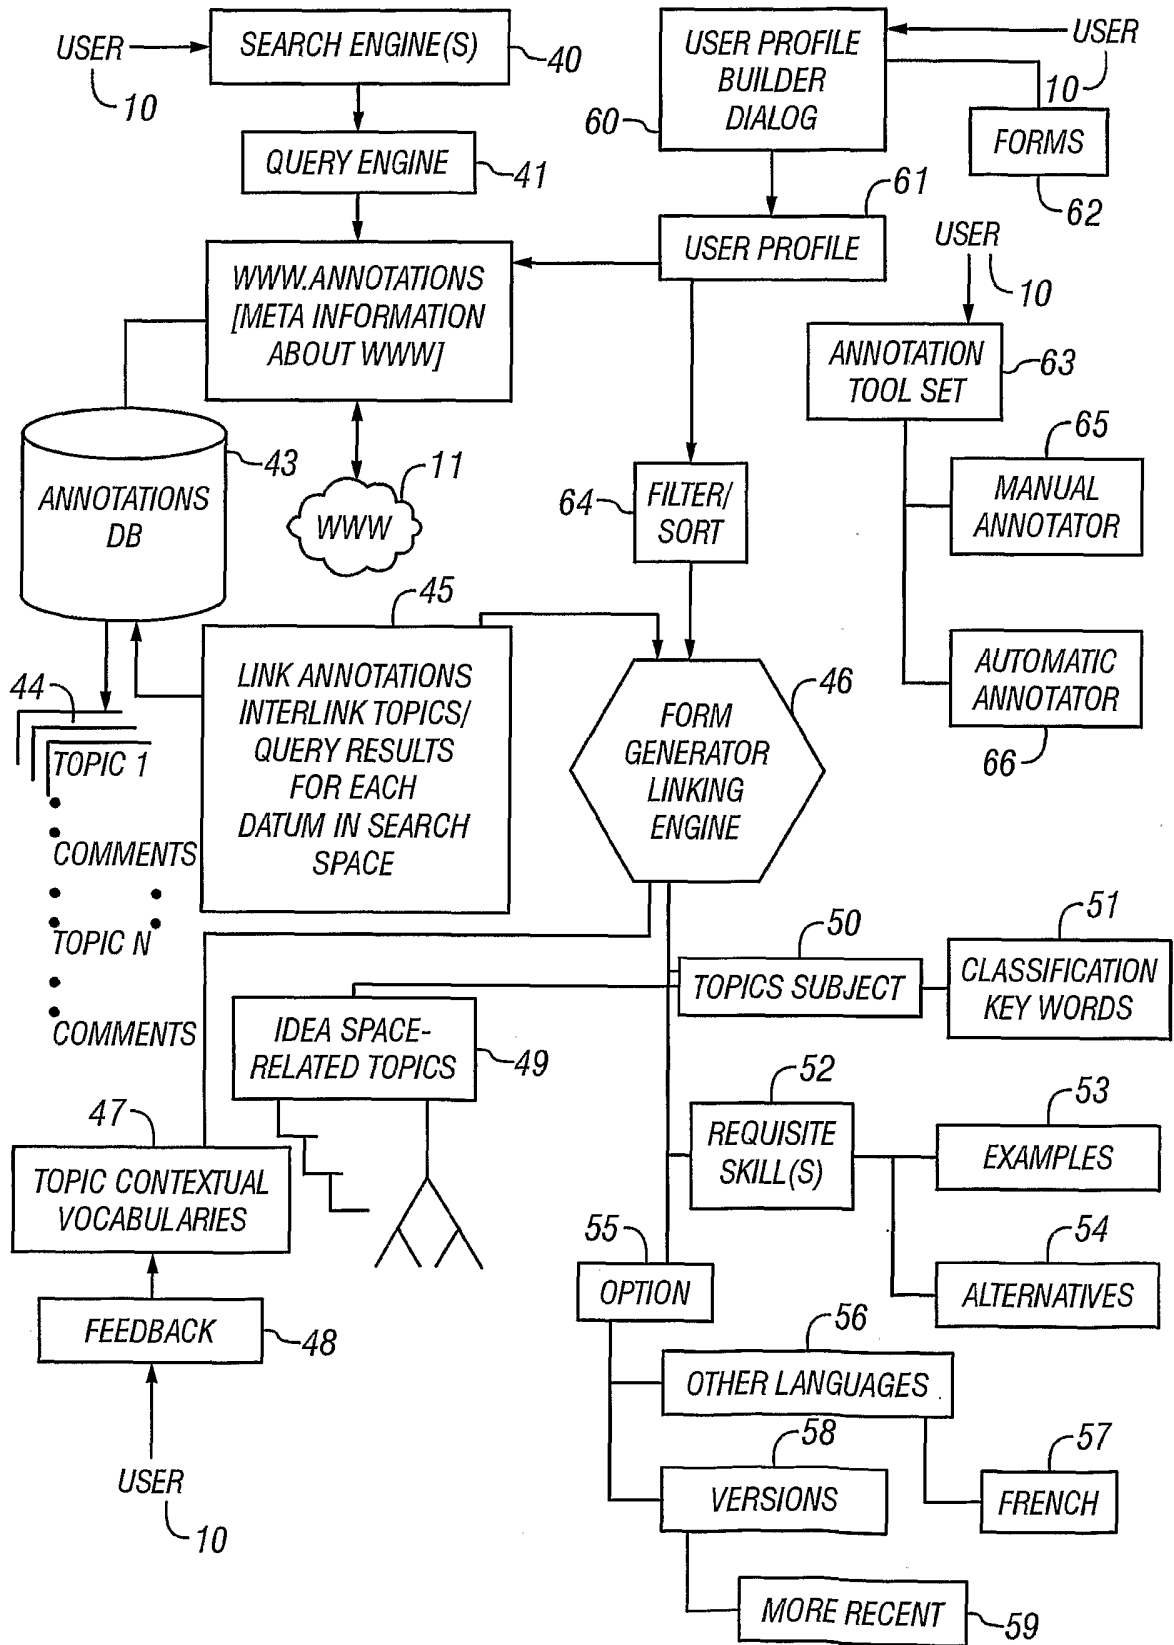 USER
10
SEARCH ENGINE(S)
40
QUERY ENGINE
41
WWW.ANNOTATIONS
[META INFORMATION
ABOUT WWW]
WWW
11
ANNOTATIONS
DB
43
44
TOPIC 1
COMMENTS
TOPIC N
COMMENTS
45
LINK ANNOTATIONS
INTERLINK TOPICS/
QUERY RESULTS
FOR EACH
DATUM IN SEARCH
SPACE
USER PROFILE
BUILDER
DIALOG
60
USER
10
FORMS
62
61
USER PROFILE
USER
10
ANNOTATION
TOOL SET
63
65
MANUAL
ANNOTATOR
AUTOMATIC
ANNOTATOR
66
64
FILTER/
SORT
FORM
GENERATOR
LINKING
ENGINE
46
50
TOPICS SUBJECT
51
CLASSIFICATION
KEY WORDS
IDEA SPACE-
RELATED TOPICS
49
52
REQUISITE
SKILL(S)
53
EXAMPLES
54
ALTERNATIVES
47
TOPIC CONTEXTUAL
VOCABULARIES
FEEDBACK
48
USER
10
55
OPTION
56
OTHER LANGUAGES
57
FRENCH
58
VERSIONS
MORE RECENT
59